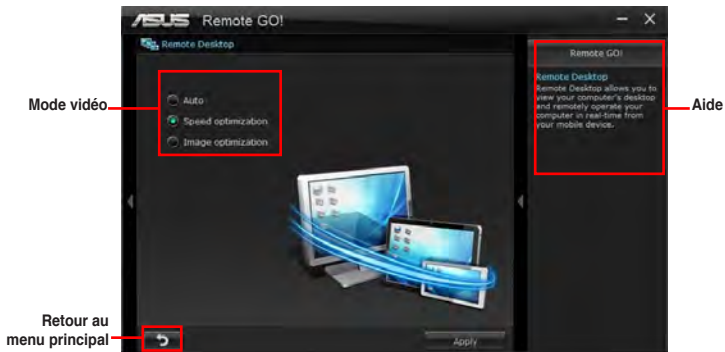 ASUS Remote GO!
Remote Desktop
Mode vidéo
Auto
Speed optimization
Image optimization
Remote GO!
Remote Desktop
Remote Desktop allows you to
view your computer's desktop
and remotely operate your
computer in real-time from
your mobile device.
Aide
Retour au
menu principal
Apply